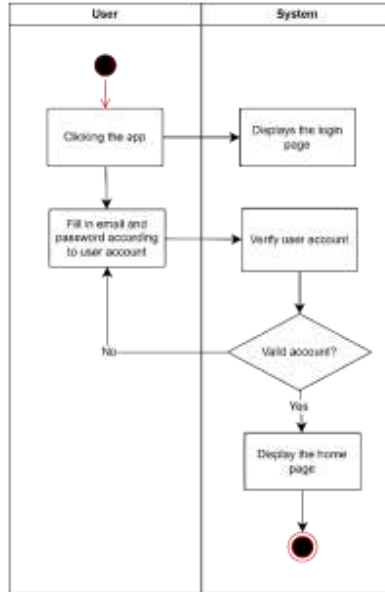 User
System
Clicking the app
Displays the login
page
Fill in email and
password according
to user account
Verify user account
No
Valid account?
Yes
Display the home
page